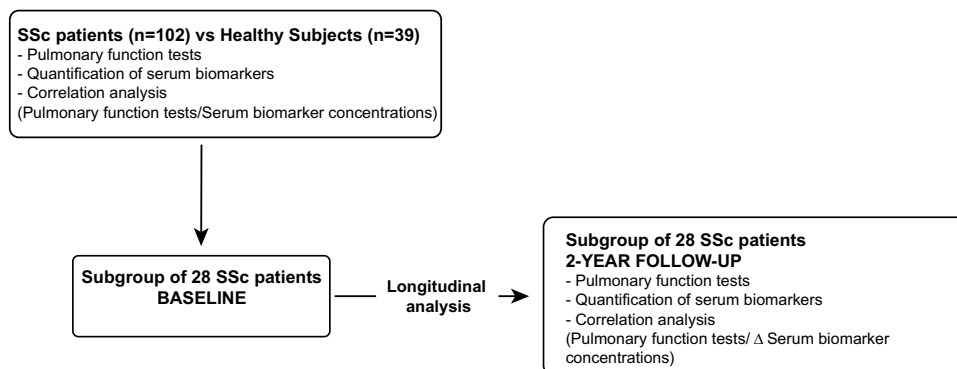 SSc patients (n=102) vs Healthy Subjects (n=39)
- Pulmonary function tests
- Quantification of serum biomarkers
- Correlation analysis
(Pulmonary function tests/Serum biomarker concentrations)
Subgroup of 28 SSc patients
BASELINE
Longitudinal
analysis
Subgroup of 28 SSc patients
2-YEAR FOLLOW-UP
- Pulmonary function tests
- Quantification of serum biomarkers
- Correlation analysis
(Pulmonary function tests/ Δ Serum biomarker
concentrations)